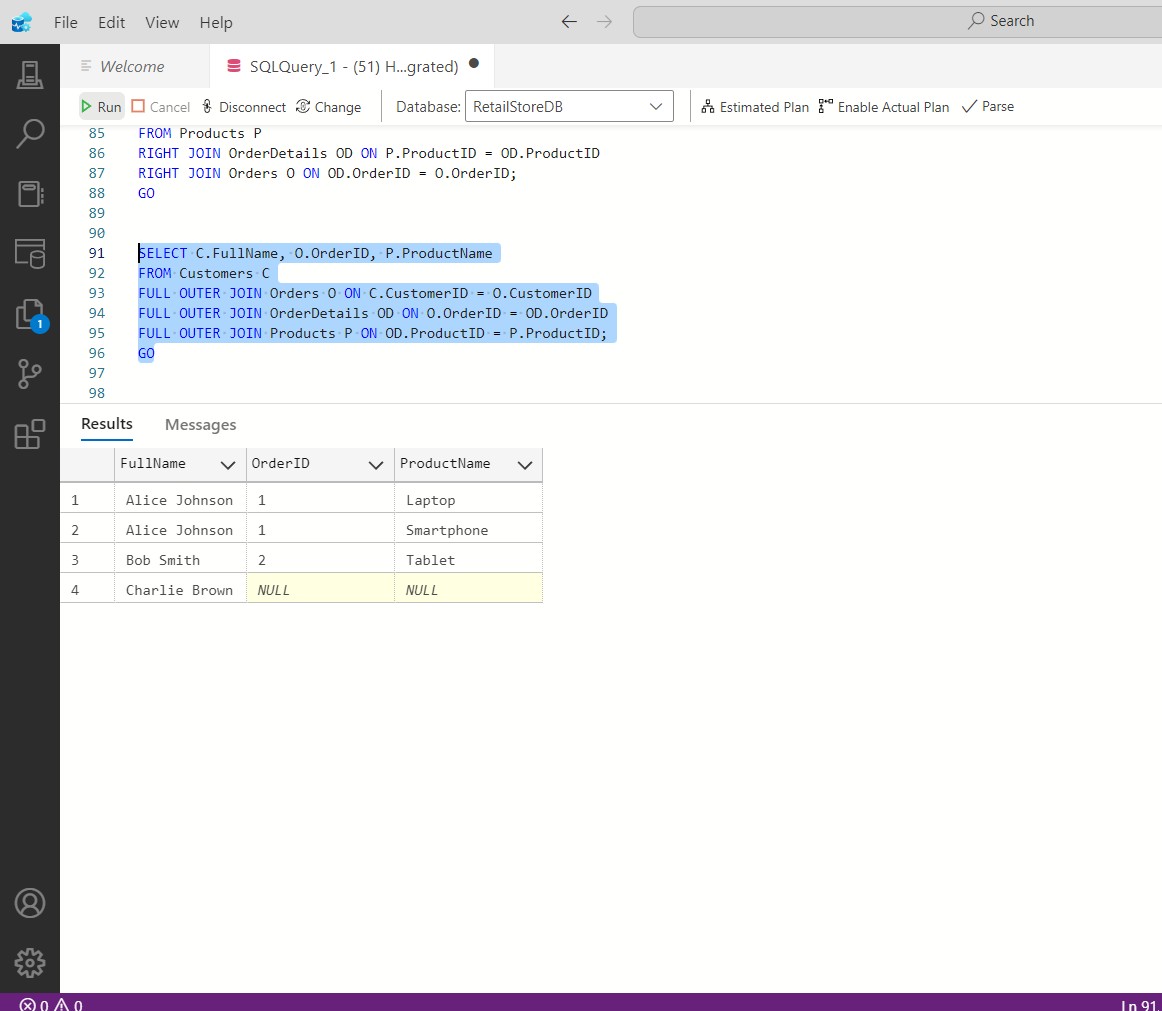 File Edit View Help Search
Welcome SQLQuery_1 - (51) H...grated)
Run Cancel Disconnect Change Database: RetailStoreDB Estimated Plan Enable Actual Plan Parse
85 FROM Products P
86 RIGHT JOIN OrderDetails OD ON P.ProductID = OD.ProductID
87 RIGHT JOIN Orders O ON OD.OrderID = O.OrderID;
88 GO
89
90
91 SELECT C.FullName, O.OrderID, P.ProductName
92 FROM Customers C
93 FULL OUTER JOIN Orders O ON C.CustomerID = O.CustomerID
94 FULL OUTER JOIN OrderDetails OD ON O.OrderID = OD.OrderID
95 FULL OUTER JOIN Products P ON OD.ProductID = P.ProductID;
96 GO
97
98
1
Results Messages
FullName OrderID ProductName
1 Alice Johnson 1 Laptop
2 Alice Johnson 1 Smartphone
3 Bob Smith 2 Tablet
4 Charlie Brown NULL NULL
0 0 Ln 91,